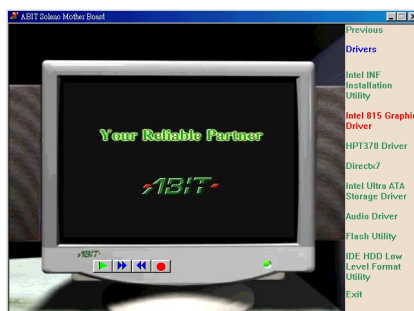 ABIT Solano Mother Board
Previous
Drivers
Intel INF
Installation
Utility
Intel 815 Graphic
Driver
HPT370 Driver
Directx7
Intel Ultra ATA
Storage Driver
Audio Driver
Flash Utility
IDE HDD Low
Level Format
Utility
Exit
Your Reliable Partner
ABIT
ABIT